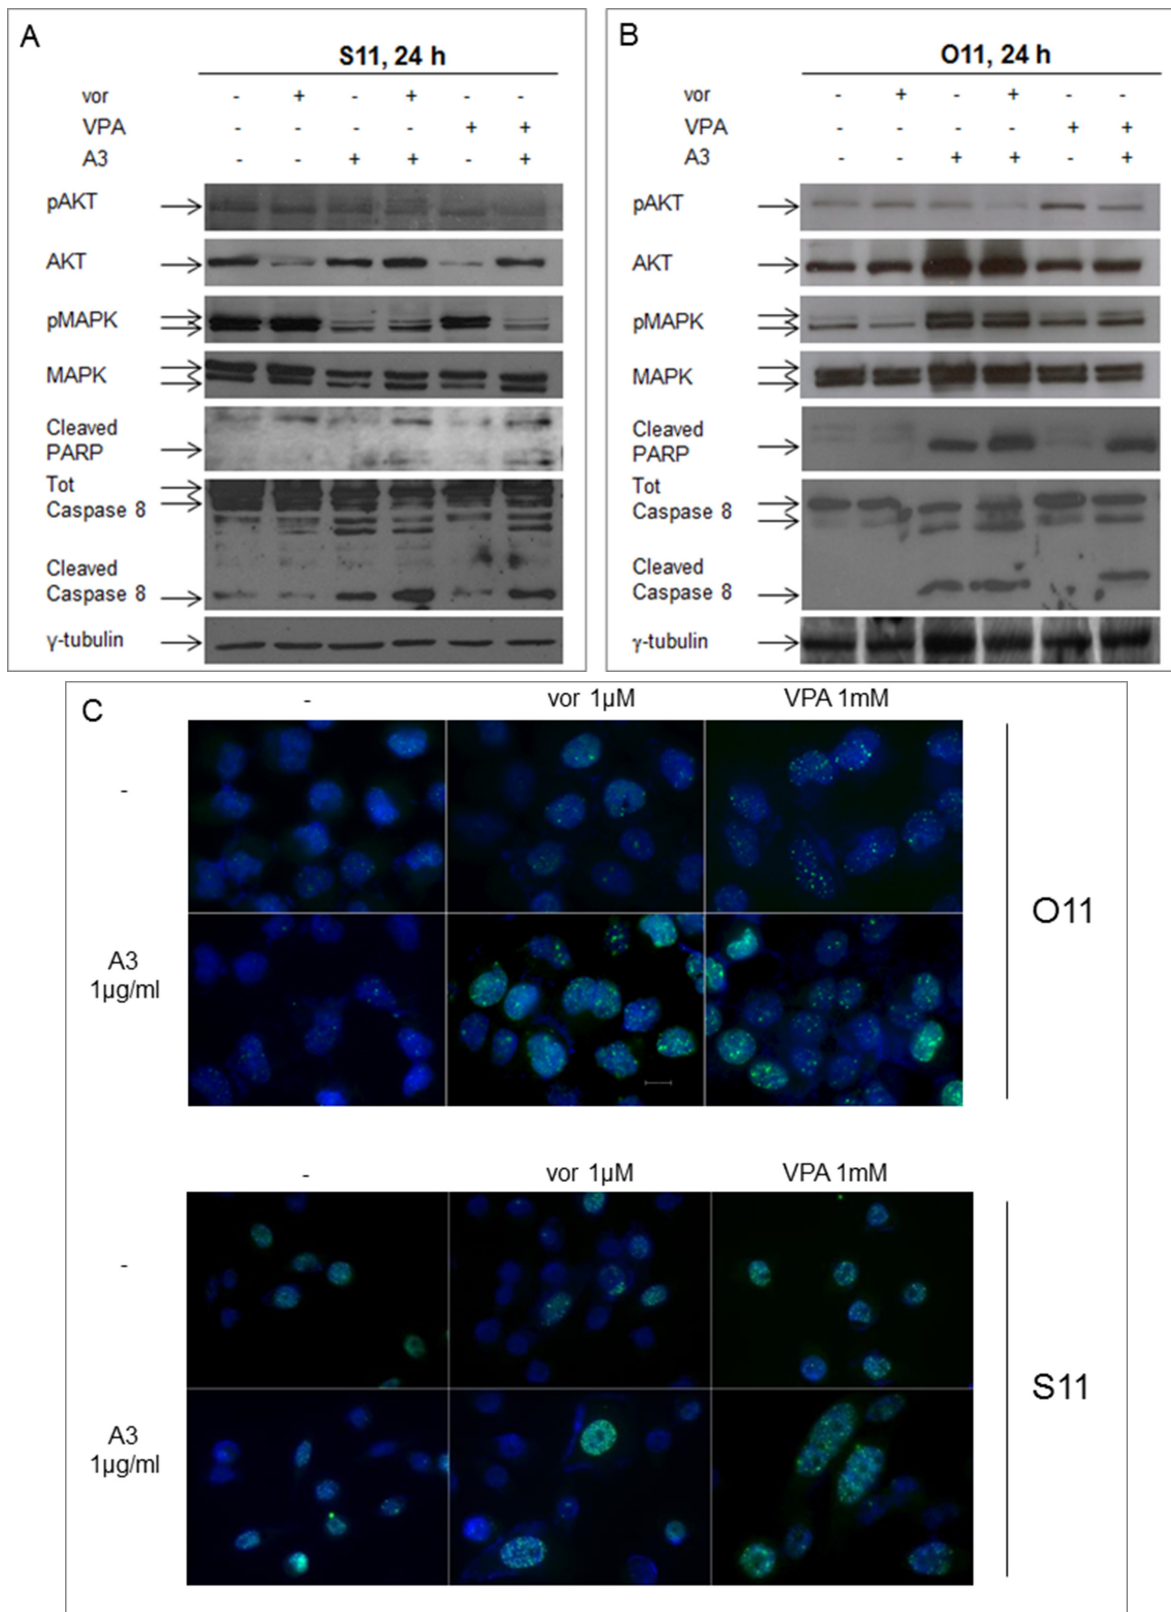 A
S11, 24 h
vor - + - + - -
VPA - - - - + +
A3 - - + + - +
pAKT
AKT
pMAPK
MAPK
Cleaved
PARP
Tot
Caspase 8
Cleaved
Caspase 8
γ-tubulin
B
O11, 24 h
vor - + - + - -
VPA - - - - + +
A3 - - + + - +
pAKT
AKT
pMAPK
MAPK
Cleaved
PARP
Tot
Caspase 8
Cleaved
Caspase 8
γ-tubulin
C
- vor 1µM VPA 1mM
-
O11
A3
1µg/ml
- vor 1µM VPA 1mM
-
S11
A3
1µg/ml